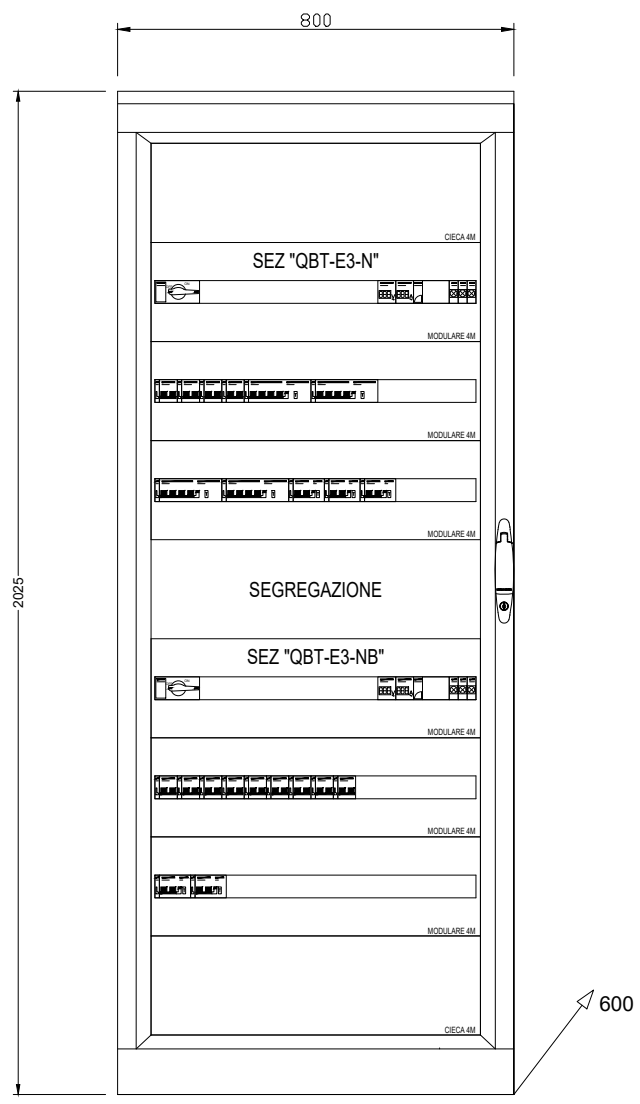 800
CIECA 4M
SEZ "QBT-E3-N"
MODULARE 4M
MODULARE 4M
MODULARE 4M
2025
SEGREGAZIONE
SEZ "QBT-E3-NB"
MODULARE 4M
MODULARE 4M
MODULARE 4M
600
CIECA 4M